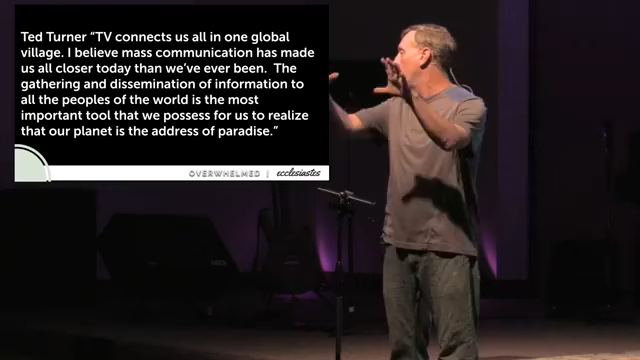 Ted Turner “TV connects us all in one global
village. I believe mass communication has made
us all closer today than we’ve ever been.  The
gathering and dissemination of information to
all the peoples of the world is the most
important tool that we possess for us to realize
that our planet is the address of paradise.”
OVERWHELMED | ecclesiastes